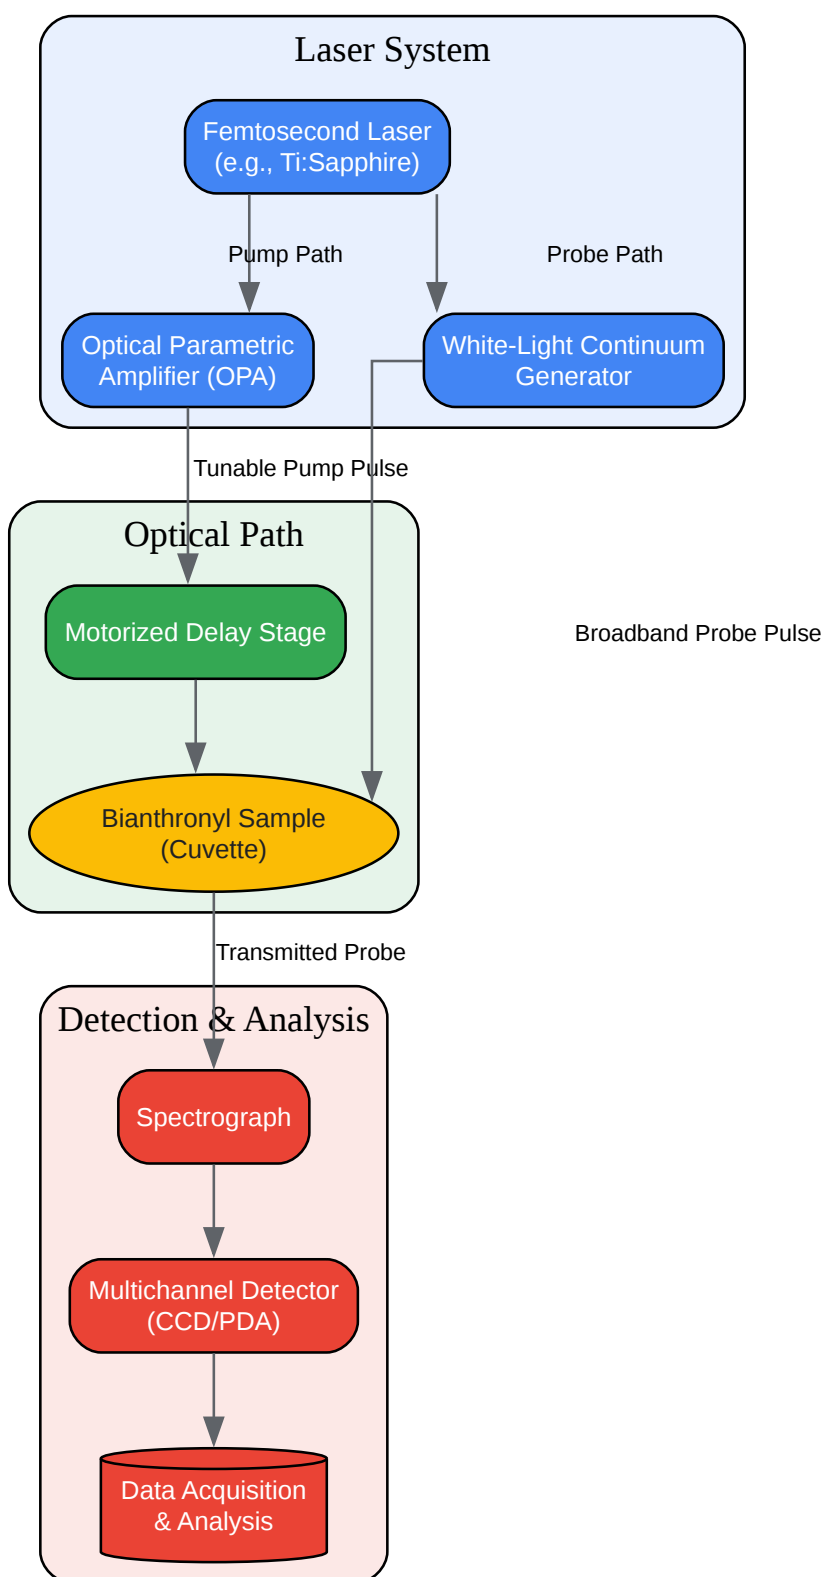 Laser System
Femtosecond Laser
(e.g., Ti:Sapphire)
Pump Path
Probe Path
Optical Parametric
Amplifier (OPA)
White-Light Continuum
Generator
Tunable Pump Pulse
Optical Path
Motorized Delay Stage
Broadband Probe Pulse
Bianthronyl Sample
(Cuvette)
Transmitted Probe
Detection & Analysis
Spectrograph
Multichannel Detector
(CCD/PDA)
Data Acquisition
& Analysis